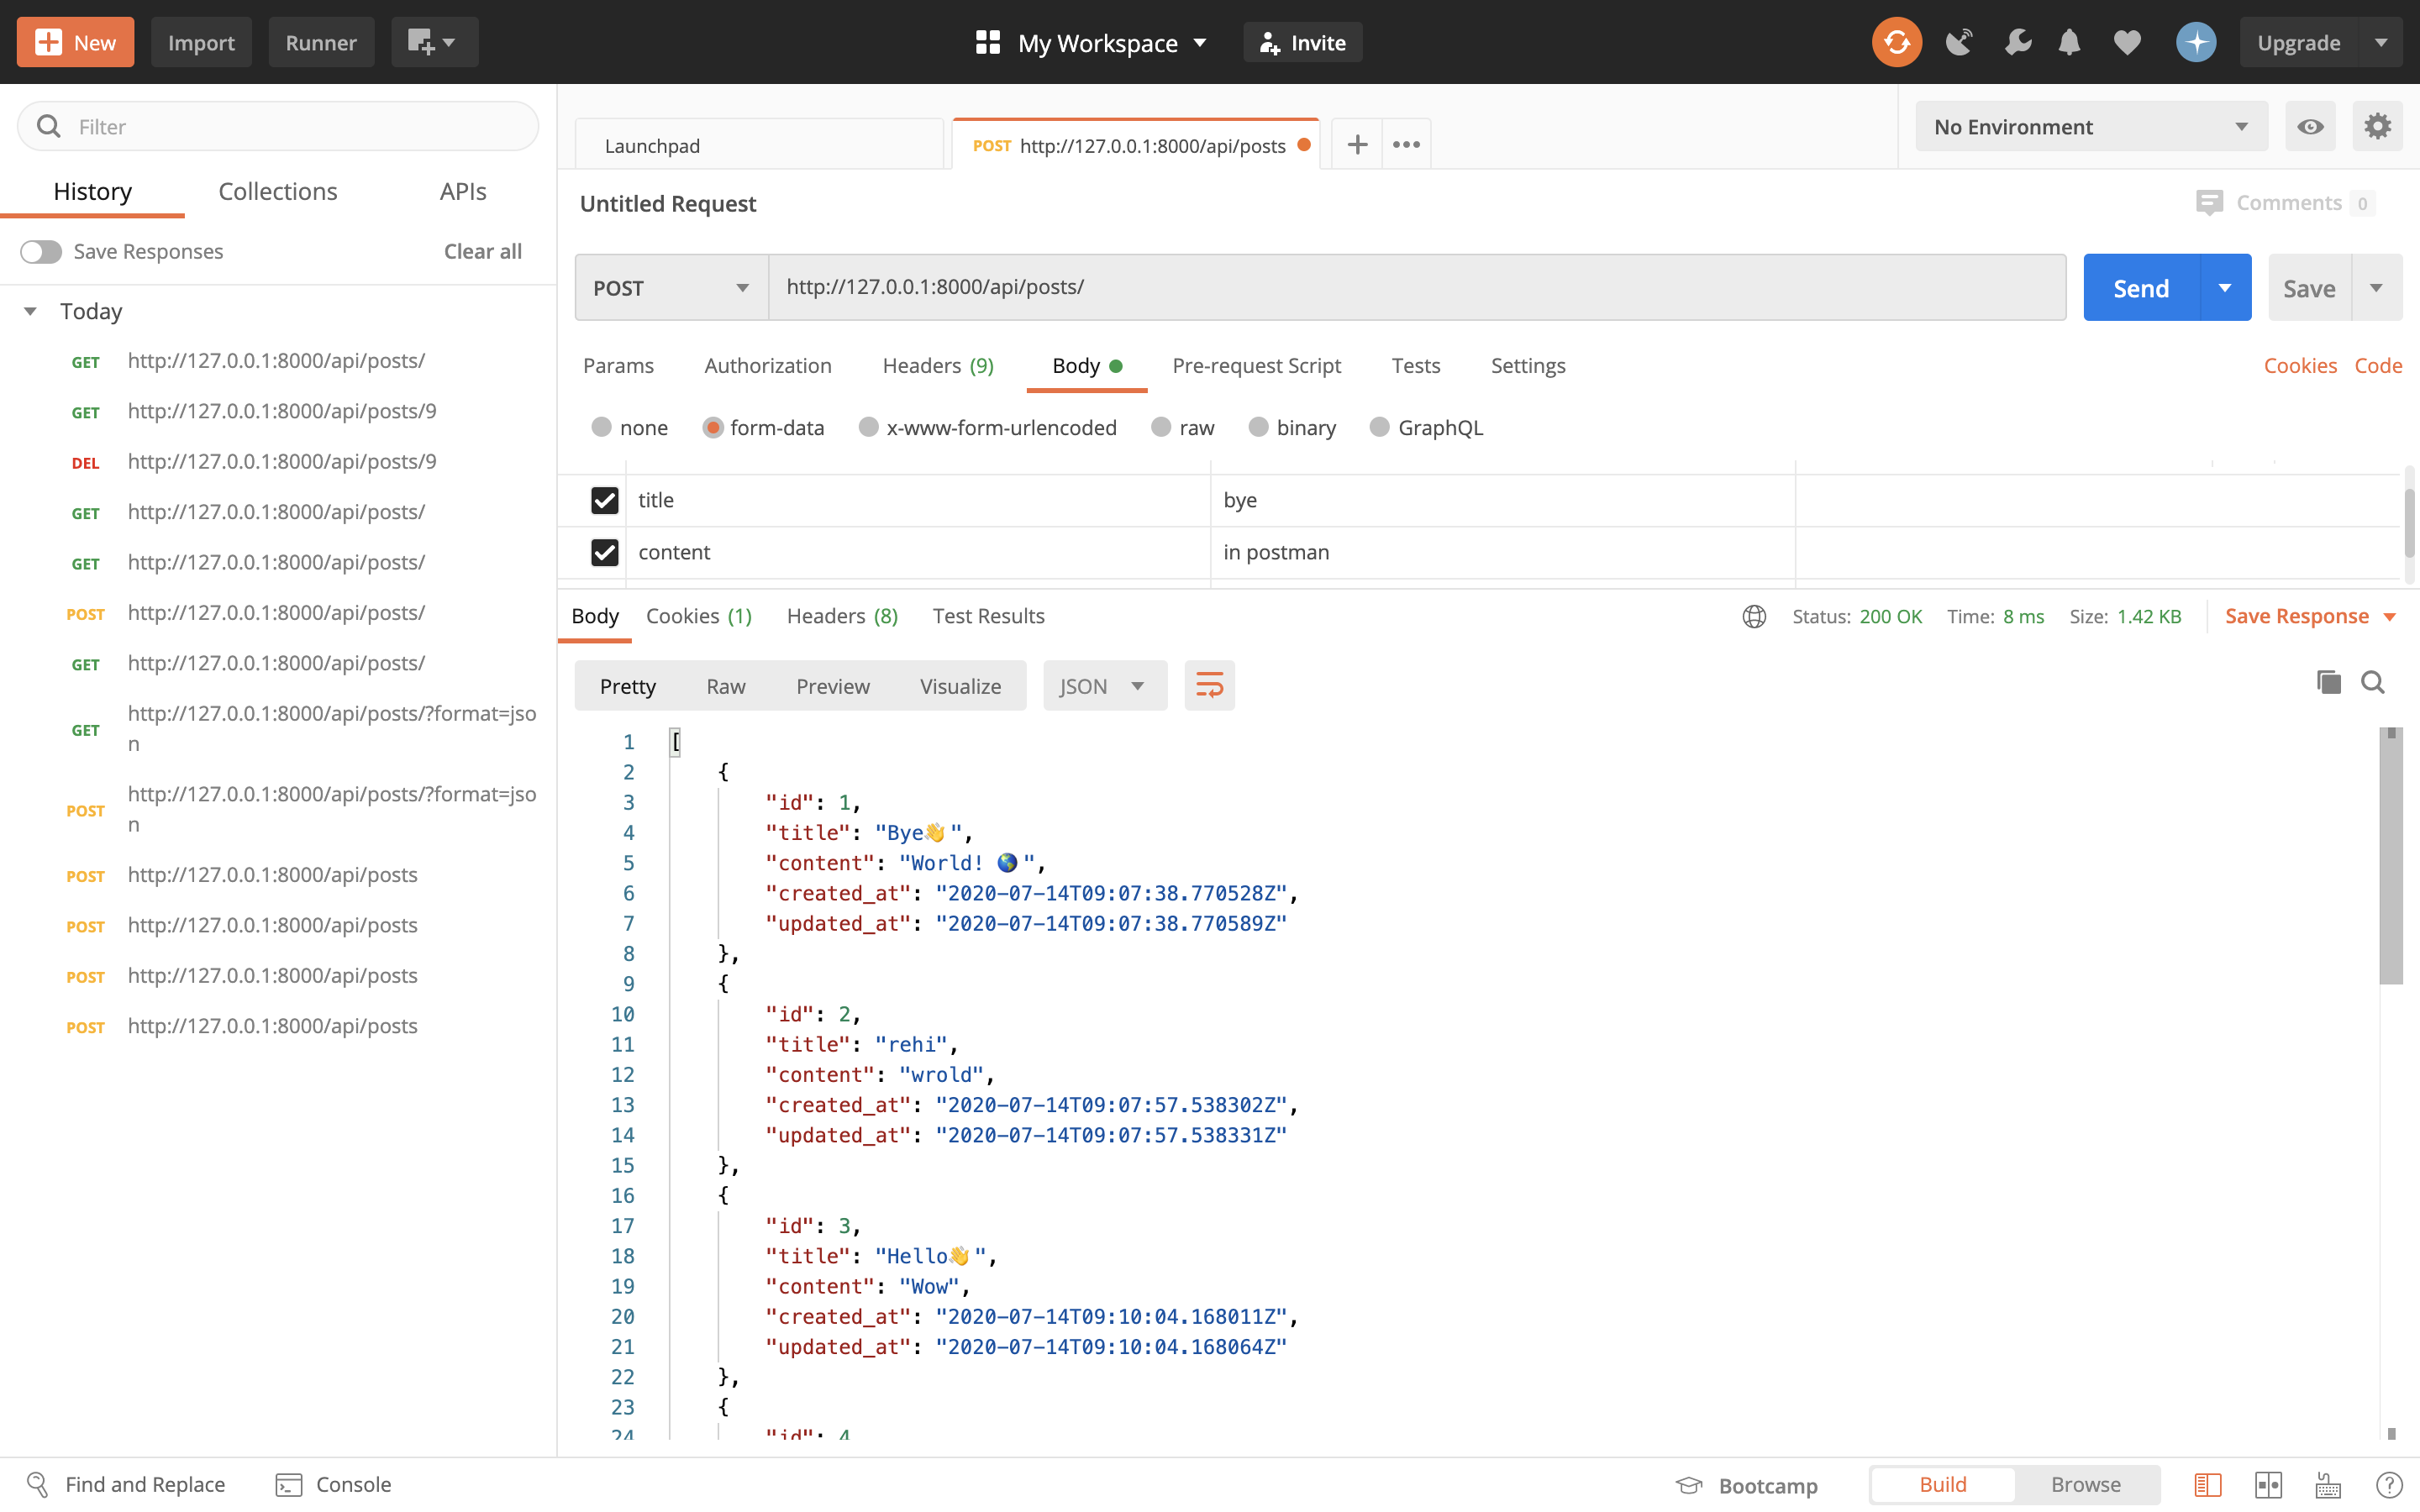 New
Import
Runner
My Workspace
Invite
Upgrade
Filter
History
Collections
APIs
Save Responses
Clear all
Today
GET http://127.0.0.1:8000/api/posts/
GET http://127.0.0.1:8000/api/posts/9
DEL http://127.0.0.1:8000/api/posts/9
GET http://127.0.0.1:8000/api/posts/
GET http://127.0.0.1:8000/api/posts/
POST http://127.0.0.1:8000/api/posts/
GET http://127.0.0.1:8000/api/posts/
GET http://127.0.0.1:8000/api/posts/?format=jso
n
POST http://127.0.0.1:8000/api/posts/?format=jso
n
POST http://127.0.0.1:8000/api/posts
POST http://127.0.0.1:8000/api/posts
POST http://127.0.0.1:8000/api/posts
POST http://127.0.0.1:8000/api/posts
Launchpad
POST http://127.0.0.1:8000/api/posts
No Environment
Untitled Request
Comments 0
POST
http://127.0.0.1:8000/api/posts/
Send
Save
Params
Authorization
Headers (9)
Body
Pre-request Script
Tests
Settings
Cookies
Code
none
form-data
x-www-form-urlencoded
raw
binary
GraphQL
title
bye
content
in postman
Body
Cookies (1)
Headers (8)
Test Results
Status: 200 OK
Time: 8 ms
Size: 1.42 KB
Save Response
Pretty
Raw
Preview
Visualize
JSON
1 [
2 {
3 "id": 1,
4 "title": "Bye👋",
5 "content": "World! 🌎",
6 "created_at": "2020-07-14T09:07:38.770528Z",
7 "updated_at": "2020-07-14T09:07:38.770589Z"
8 },
9 {
10 "id": 2,
11 "title": "rehi",
12 "content": "wrold",
13 "created_at": "2020-07-14T09:07:57.538302Z",
14 "updated_at": "2020-07-14T09:07:57.538331Z"
15 },
16 {
17 "id": 3,
18 "title": "Hello👋",
19 "content": "Wow",
20 "created_at": "2020-07-14T09:10:04.168011Z",
21 "updated_at": "2020-07-14T09:10:04.168064Z"
22 },
23 {
24 "id": 4
Find and Replace
Console
Bootcamp
Build
Browse